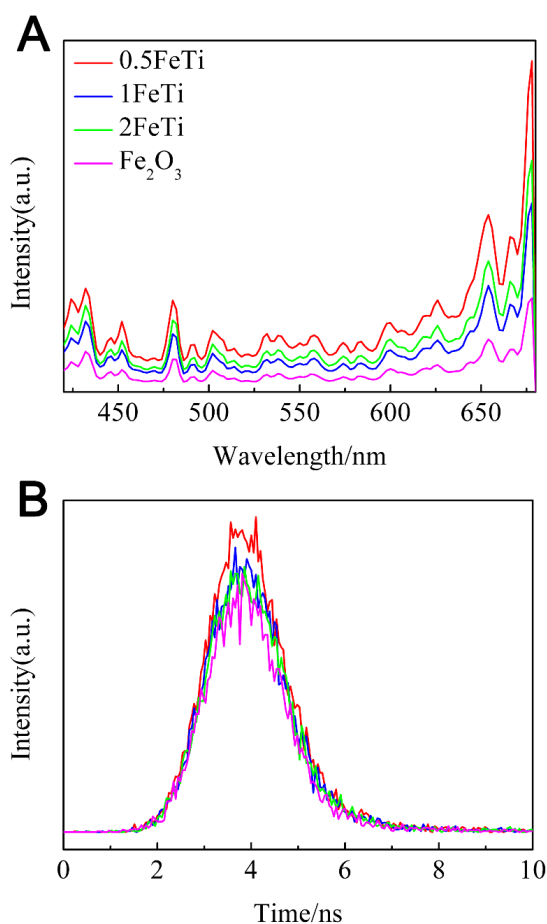 A
0.5FeTi
1FeTi
2FeTi
Fe₂O₃
Intensity(a.u.)
450 500 550 600 650
Wavelength/nm
B
Intensity(a.u.)
0 2 4 6 8 10
Time/ns